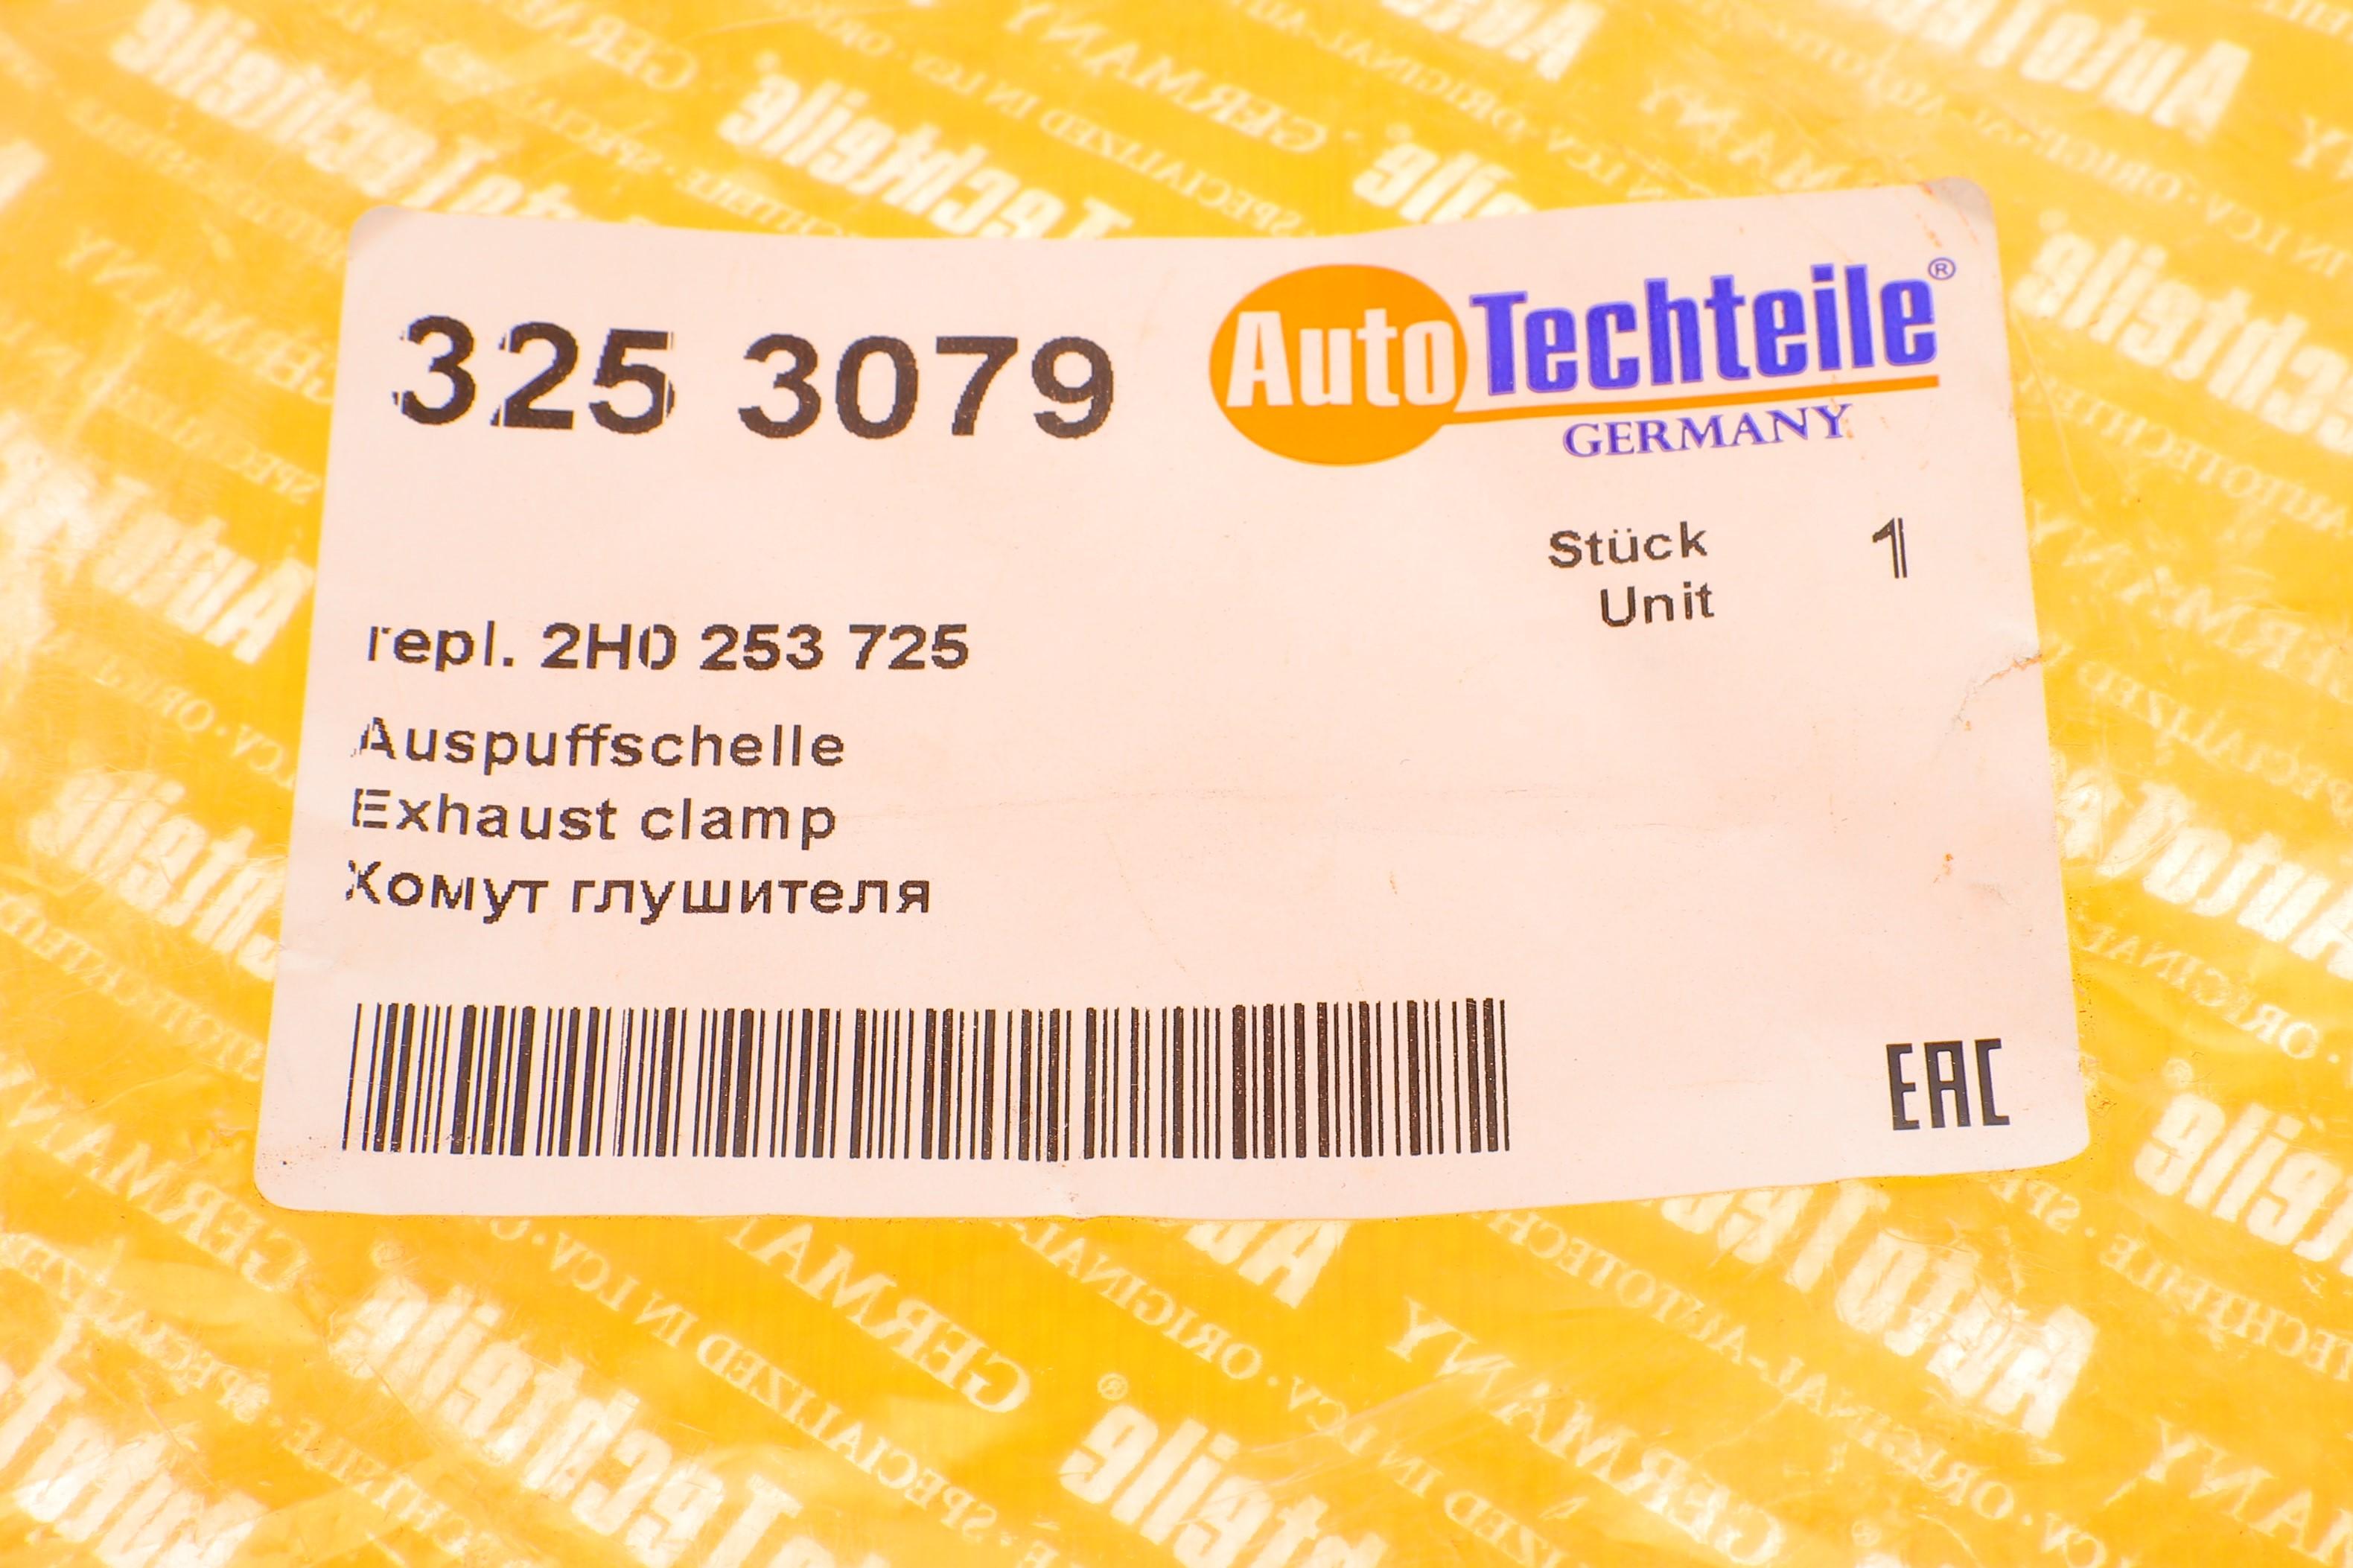 325 3079
AutoTechteile®
GERMANY
Stück 1
Unit
repl. 2H0 253 725
Auspuffschelle
Exhaust clamp
Хомут глушителя
EAC